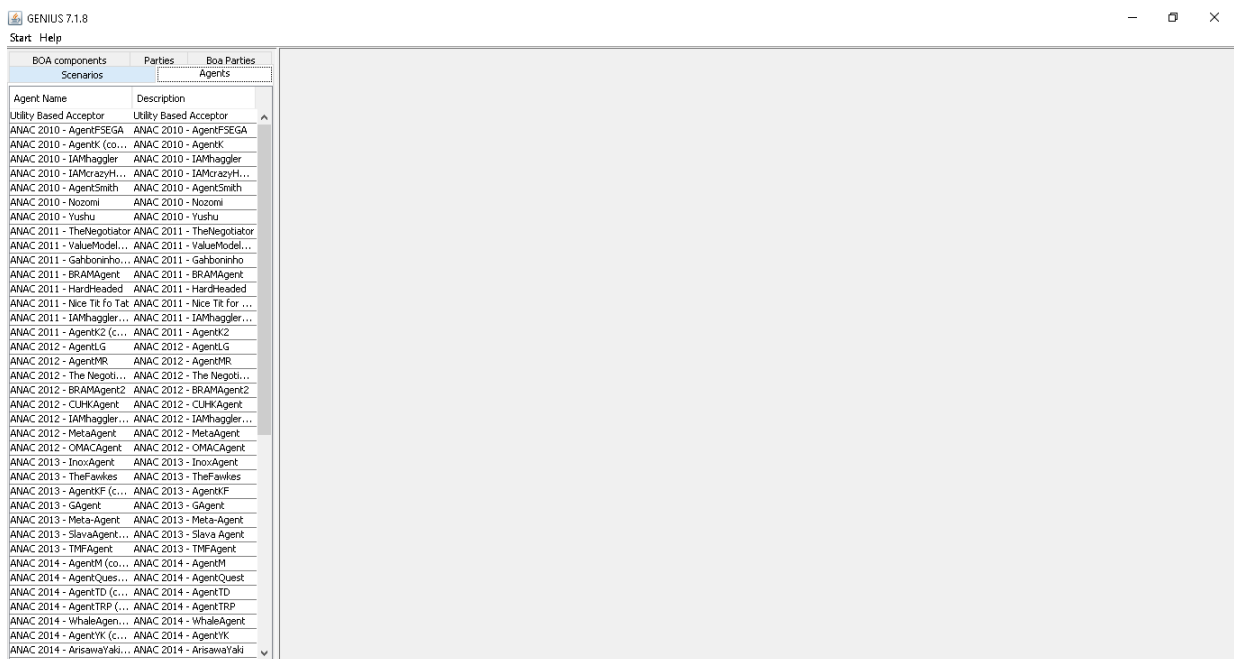 GENIUS 7.1.8
Start Help
BOA components Parties Boa Parties
Scenarios Agents
Agent Name Description
Utility Based Acceptor Utility Based Acceptor
ANAC 2010 - AgentFSEGA ANAC 2010 - AgentFSEGA
ANAC 2010 - AgentK (co... ANAC 2010 - AgentK
ANAC 2010 - IAMhaggler ANAC 2010 - IAMhaggler
ANAC 2010 - IAMcrazyH... ANAC 2010 - IAMcrazyH...
ANAC 2010 - AgentSmith ANAC 2010 - AgentSmith
ANAC 2010 - Nozomi ANAC 2010 - Nozomi
ANAC 2010 - Yushu ANAC 2010 - Yushu
ANAC 2011 - TheNegotiator ANAC 2011 - TheNegotiator
ANAC 2011 - ValueModel... ANAC 2011 - ValueModel...
ANAC 2011 - Gahboninho... ANAC 2011 - Gahboninho
ANAC 2011 - BRAMAgent ANAC 2011 - BRAMAgent
ANAC 2011 - HardHeaded ANAC 2011 - HardHeaded
ANAC 2011 - Nice Tit fo Tat ANAC 2011 - Nice Tit for ...
ANAC 2011 - IAMhaggler... ANAC 2011 - IAMhaggler...
ANAC 2011 - AgentK2 (c... ANAC 2011 - AgentK2
ANAC 2012 - AgentLG ANAC 2012 - AgentLG
ANAC 2012 - AgentMR ANAC 2012 - AgentMR
ANAC 2012 - The Negoti... ANAC 2012 - The Negoti...
ANAC 2012 - BRAMAgent2 ANAC 2012 - BRAMAgent2
ANAC 2012 - CUHKAgent ANAC 2012 - CUHKAgent
ANAC 2012 - IAMhaggler... ANAC 2012 - IAMhaggler...
ANAC 2012 - MetaAgent ANAC 2012 - MetaAgent
ANAC 2012 - OMACAgent ANAC 2012 - OMACAgent
ANAC 2013 - InoxAgent ANAC 2013 - InoxAgent
ANAC 2013 - TheFawkes ANAC 2013 - TheFawkes
ANAC 2013 - AgentKF (c... ANAC 2013 - AgentKF
ANAC 2013 - GAgent ANAC 2013 - GAgent
ANAC 2013 - Meta-Agent ANAC 2013 - Meta-Agent
ANAC 2013 - SlavaAgent... ANAC 2013 - Slava Agent
ANAC 2013 - TMFAgent ANAC 2013 - TMFAgent
ANAC 2014 - AgentM (co... ANAC 2014 - AgentM
ANAC 2014 - AgentQues... ANAC 2014 - AgentQuest
ANAC 2014 - AgentTD (c... ANAC 2014 - AgentTD
ANAC 2014 - AgentTRP (... ANAC 2014 - AgentTRP
ANAC 2014 - WhaleAgen... ANAC 2014 - WhaleAgent
ANAC 2014 - AgentYK (c... ANAC 2014 - AgentYK
ANAC 2014 - ArisawaYaki... ANAC 2014 - ArisawaYaki